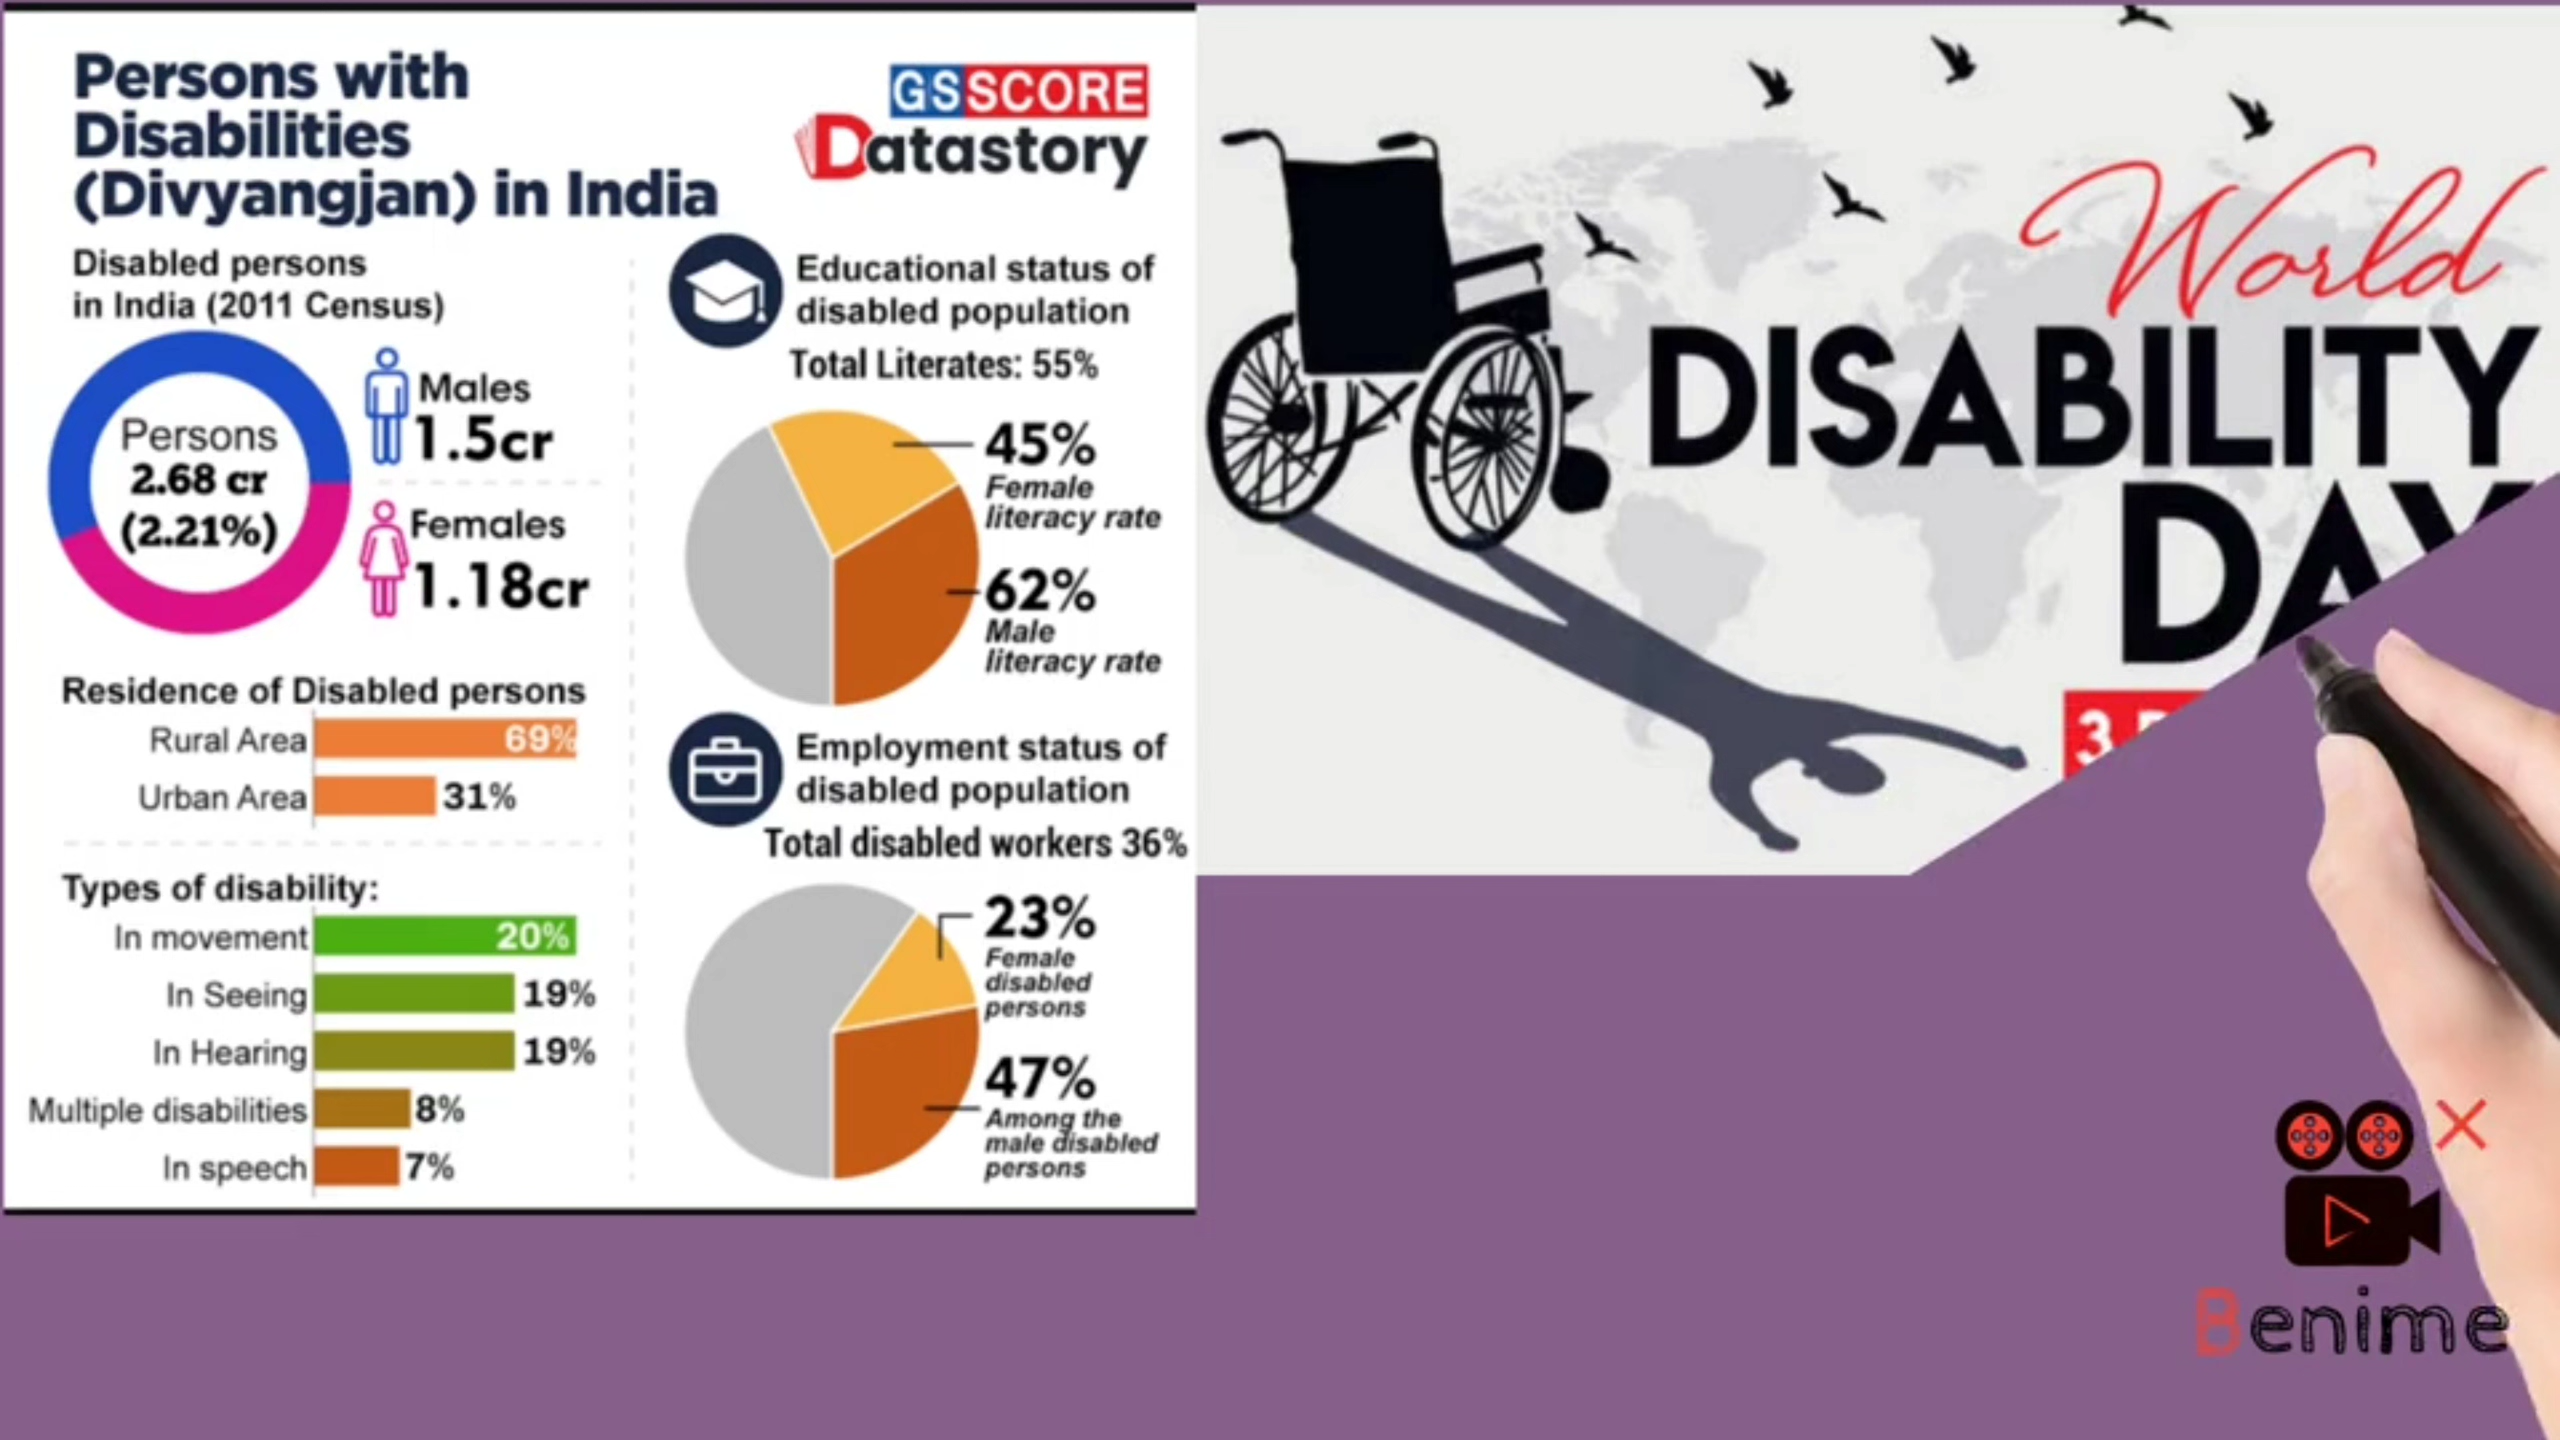 Persons with
Disabilities
(Divyangjan) in India
GSSCORE
Datastory
Disabled persons
in India (2011 Census)
Persons
2.68 cr
(2.21%)
Males
1.5cr
Females
1.18cr
Residence of Disabled persons
Rural Area 69%
Urban Area 31%
Types of disability:
In movement 20%
In Seeing 19%
In Hearing 19%
Multiple disabilities 8%
In speech 7%
Educational status of
disabled population
Total Literates: 55%
45%
Female
literacy rate
62%
Male
literacy rate
Employment status of
disabled population
Total disabled workers 36%
23%
Female
disabled
persons
47%
Among the
male disabled
persons
World
DISABILITY
DAY
3
Benime